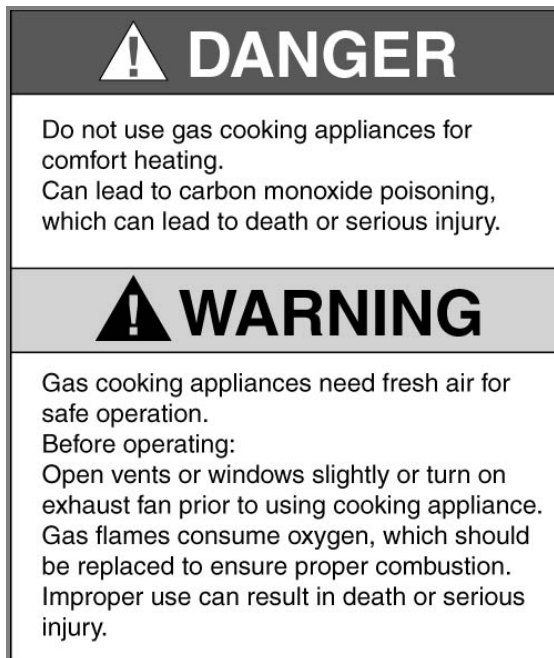 DANGER
Do not use gas cooking appliances for
comfort heating.
Can lead to carbon monoxide poisoning,
which can lead to death or serious injury.
WARNING
Gas cooking appliances need fresh air for
safe operation.
Before operating:
Open vents or windows slightly or turn on
exhaust fan prior to using cooking appliance.
Gas flames consume oxygen, which should
be replaced to ensure proper combustion.
Improper use can result in death or serious
injury.